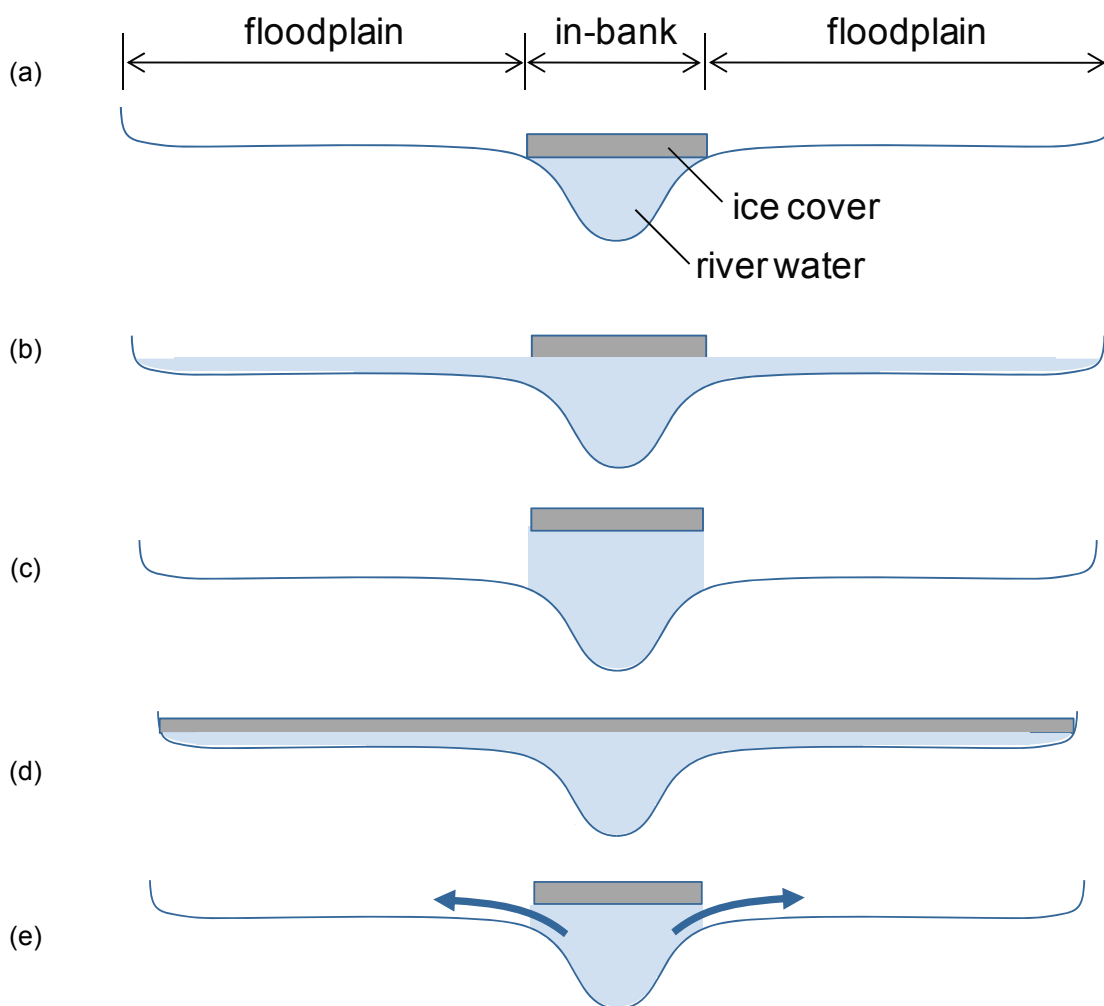 floodplain in-bank floodplain
(a)
ice cover
river water
(b)
(c)
(d)
(e)